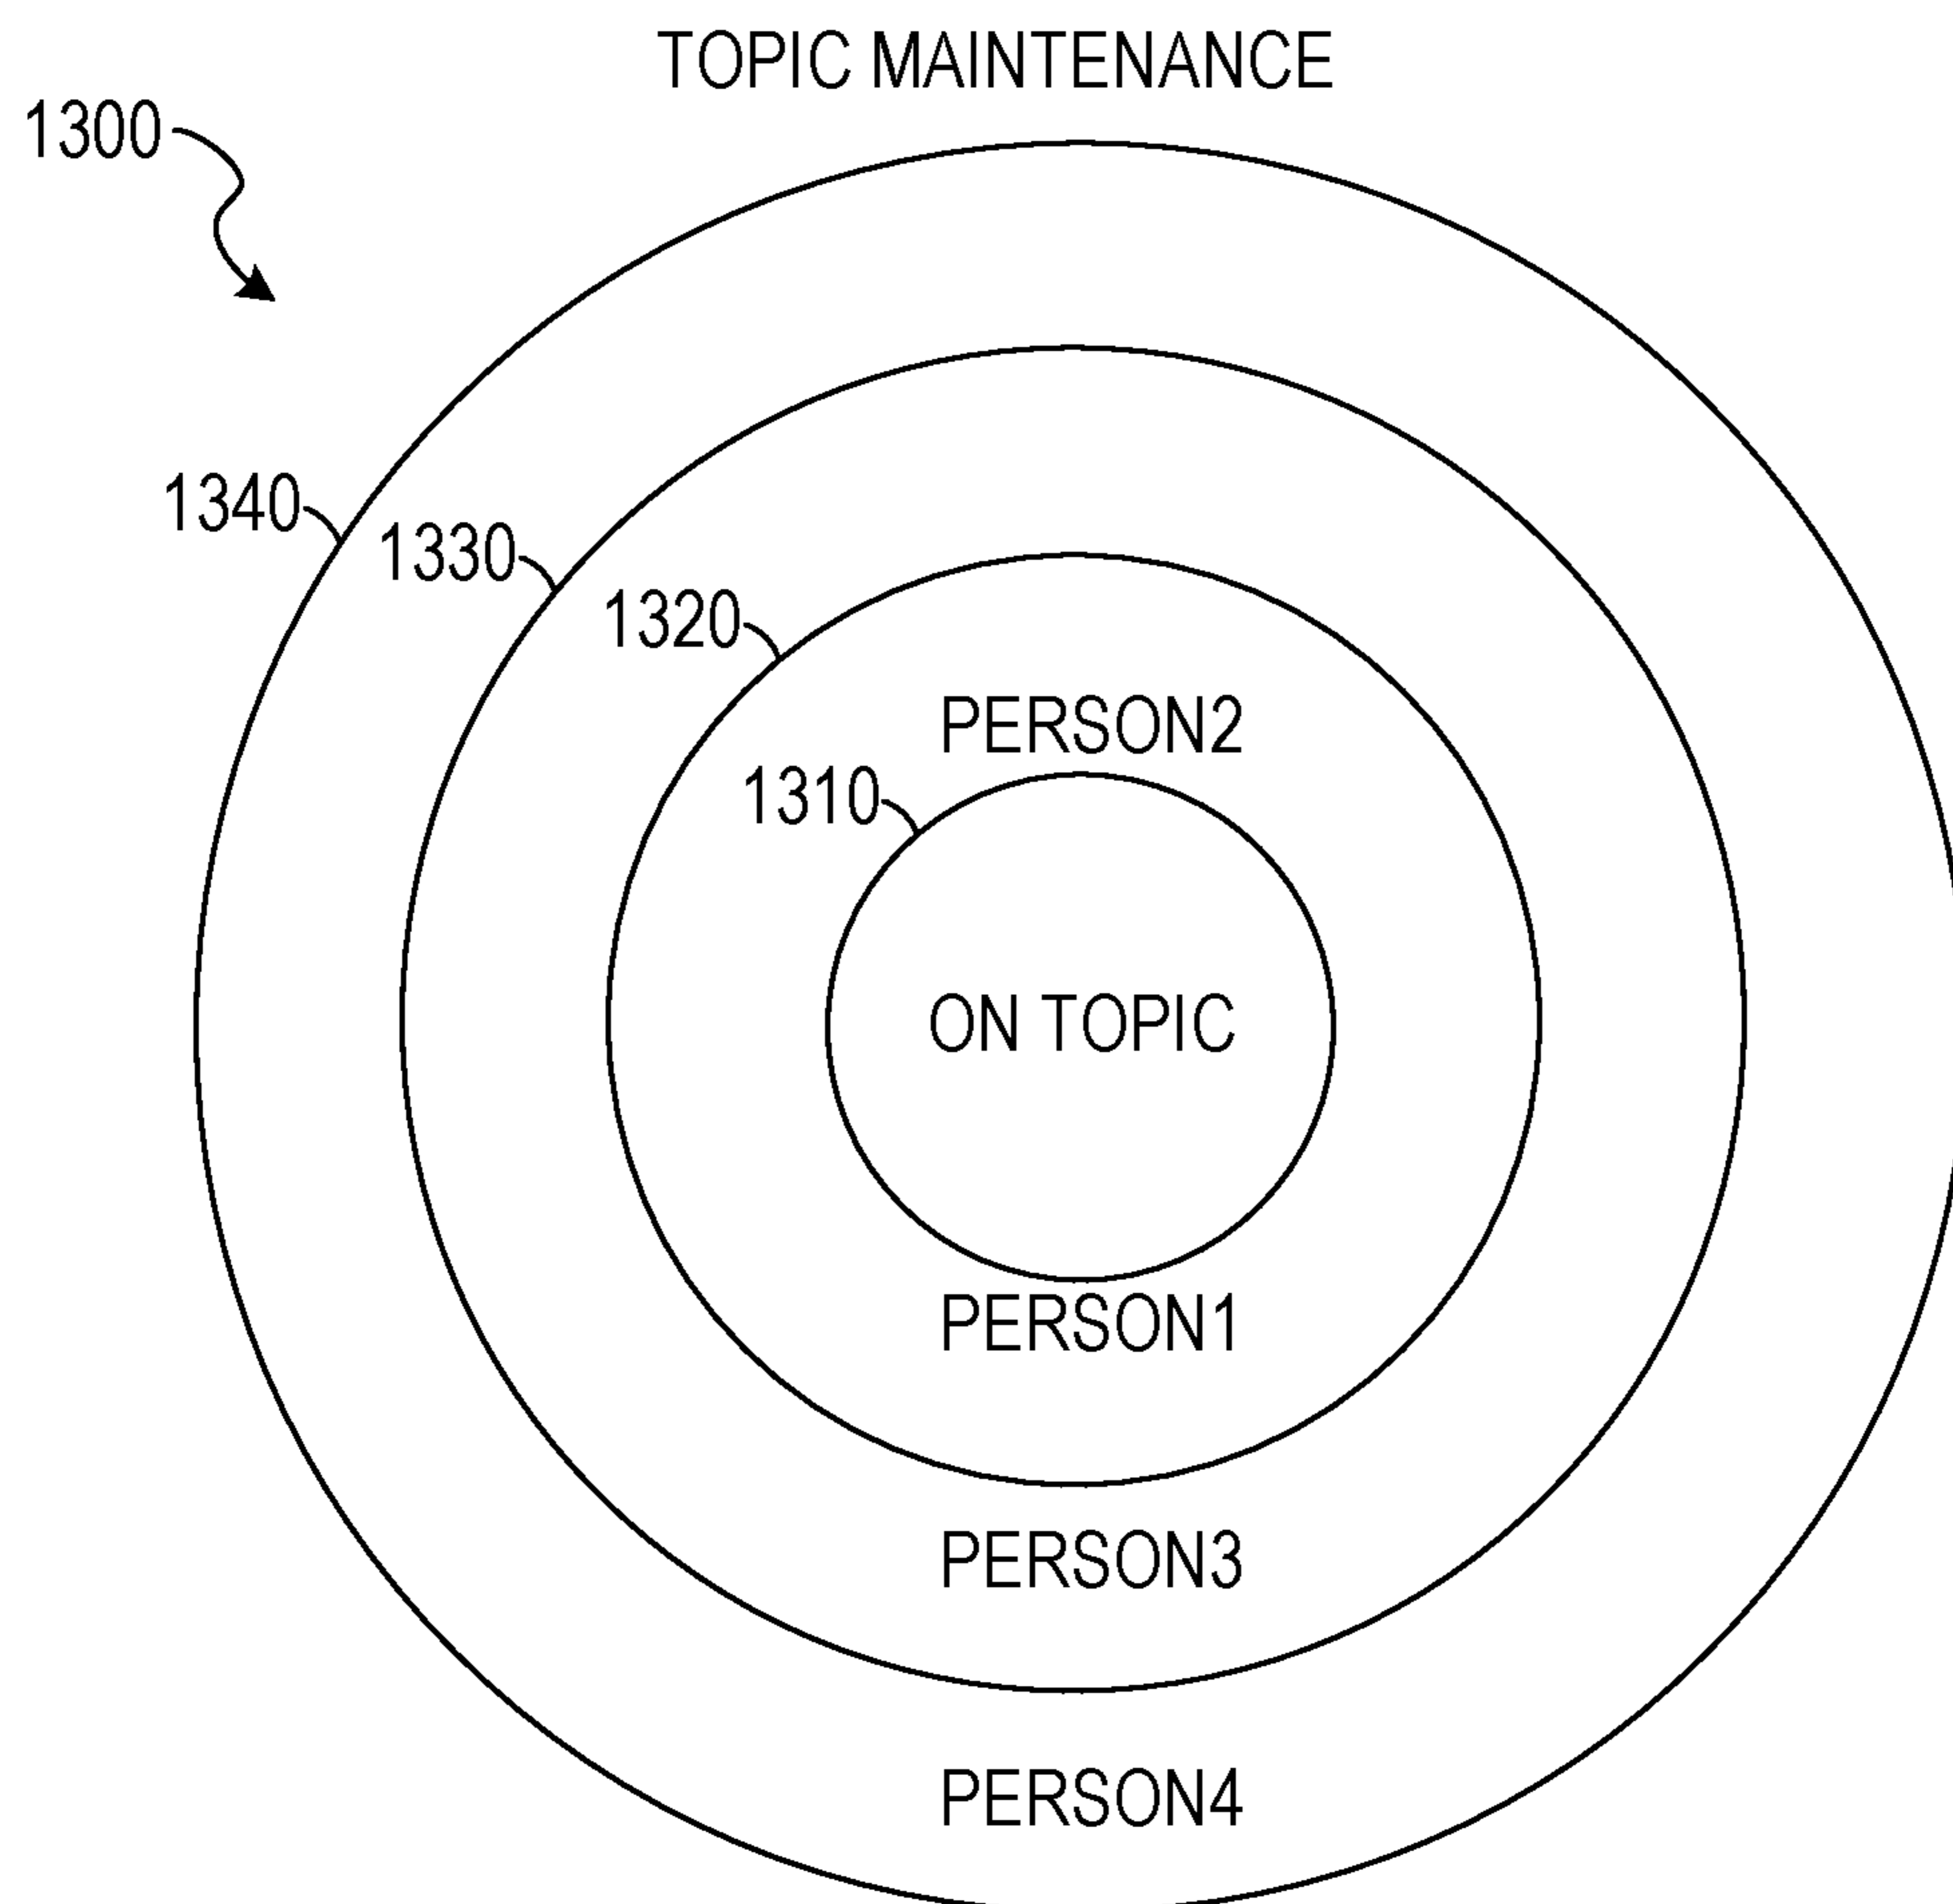 TOPIC MAINTENANCE
1300
1340
1330
1320
PERSON2
1310
ON TOPIC
PERSON1
PERSON3
PERSON4